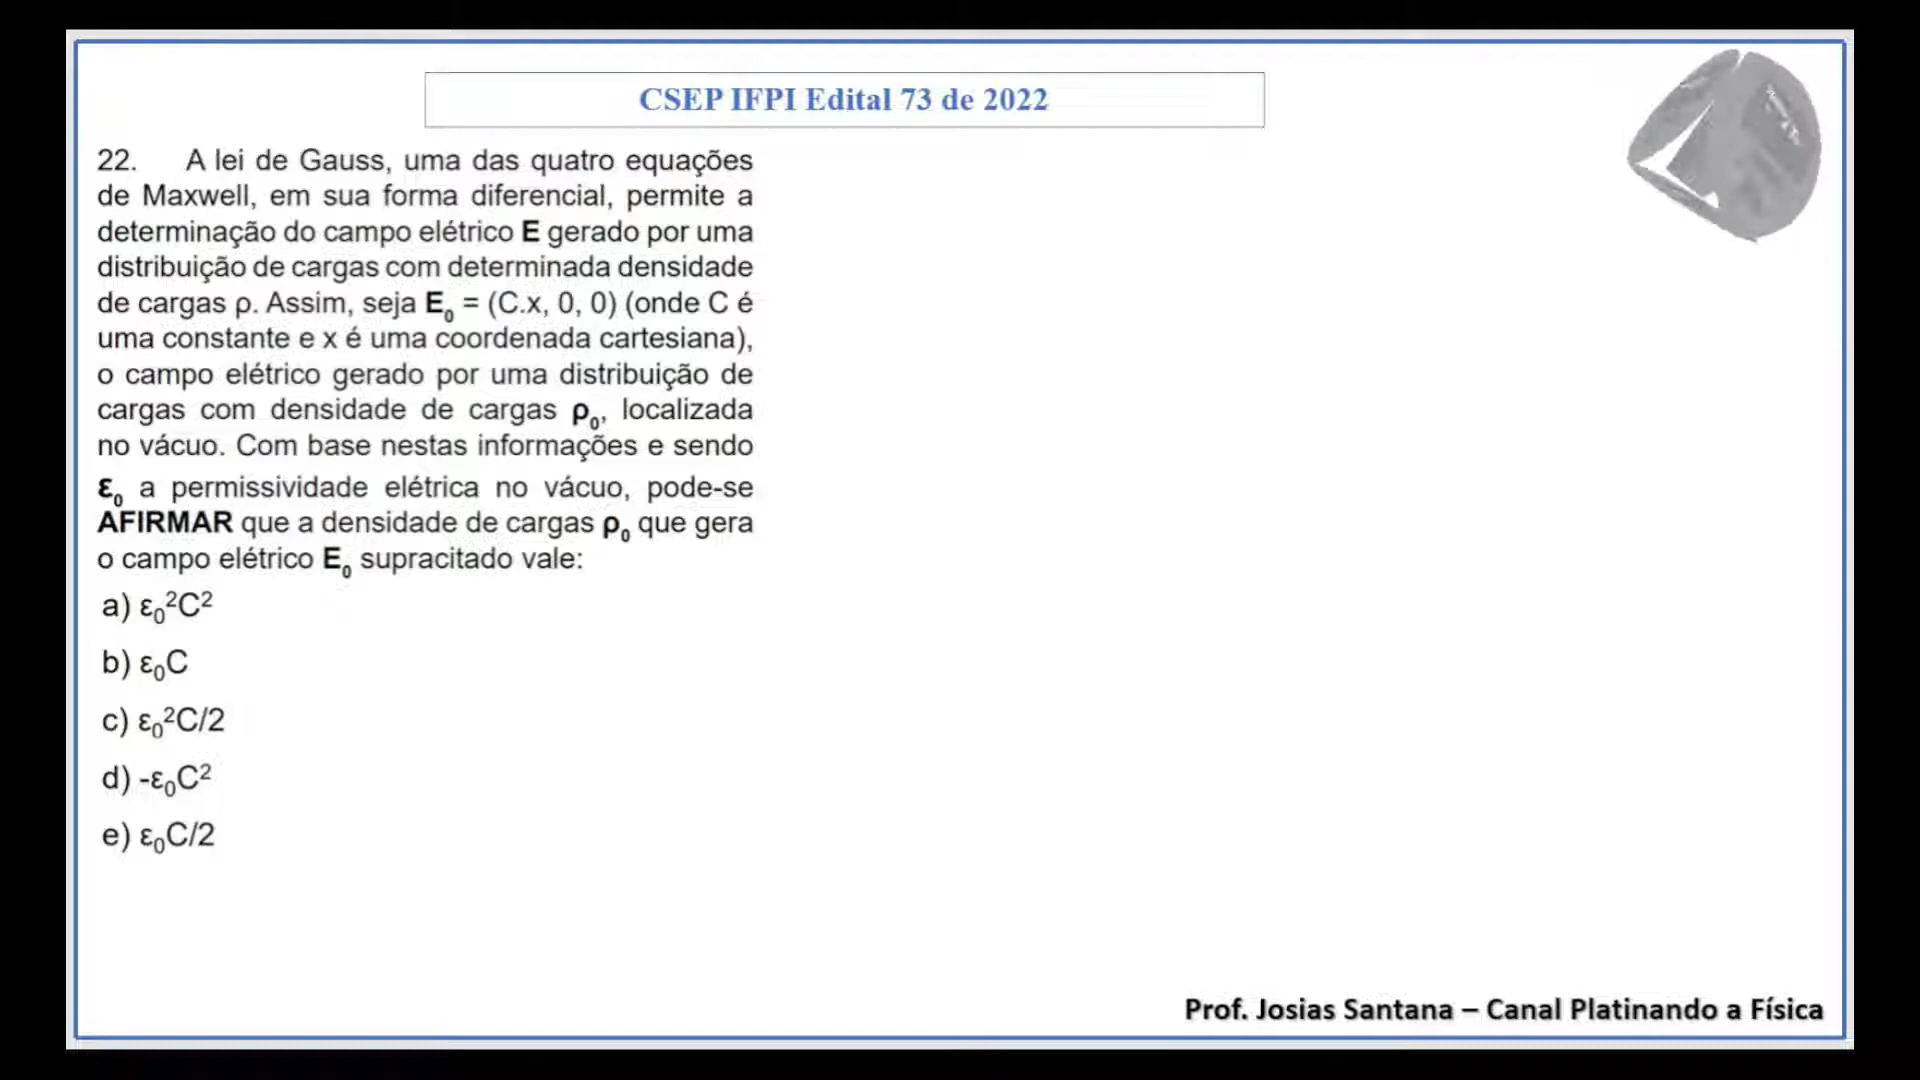 CSEP IFPI Edital 73 de 2022
22. A lei de Gauss, uma das quatro equações
de Maxwell, em sua forma diferencial, permite a
determinação do campo elétrico E gerado por uma
distribuição de cargas com determinada densidade
de cargas ρ. Assim, seja E₀ = (C.x, 0, 0) (onde C é
uma constante e x é uma coordenada cartesiana),
o campo elétrico gerado por uma distribuição de
cargas com densidade de cargas ρ₀, localizada
no vácuo. Com base nestas informações e sendo
ε₀ a permissividade elétrica no vácuo, pode-se
AFIRMAR que a densidade de cargas ρ₀ que gera
o campo elétrico E₀ supracitado vale:
a) ε₀²C²
b) ε₀C
c) ε₀²C/2
d) -ε₀C²
e) ε₀C/2
Prof. Josias Santana – Canal Platinando a Física